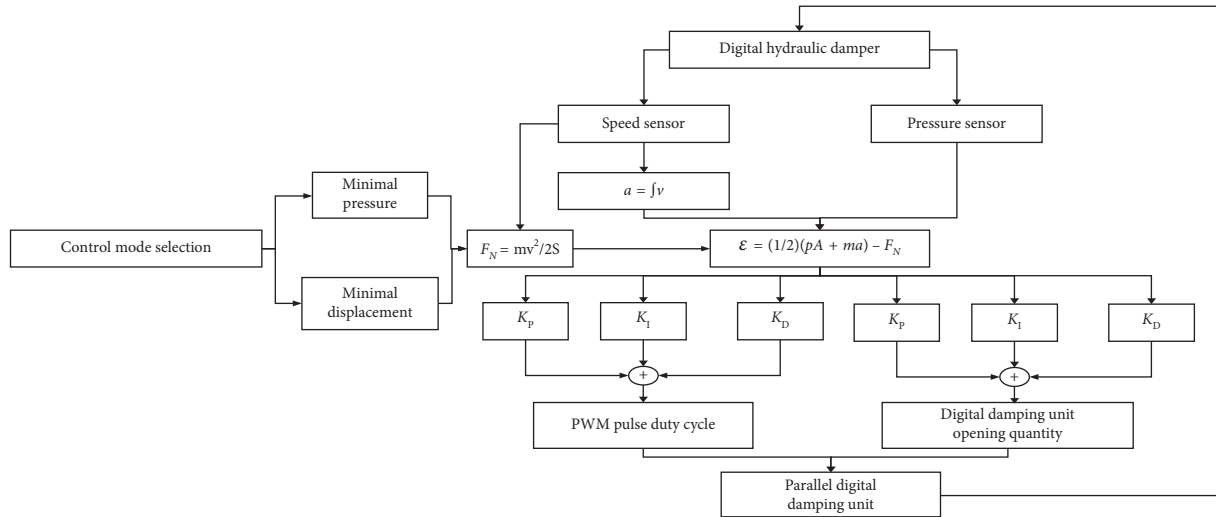 Digital hydraulic damper
Speed sensor
Pressure sensor
a = ∫v
Minimal
pressure
Control mode selection
F_N = mv²/2S
ε = (1/2)(pA + ma) – F_N
Minimal
displacement
K_P
K_I
K_D
K_P
K_I
K_D
+
+
PWM pulse duty cycle
Digital damping unit
opening quantity
Parallel digital
damping unit